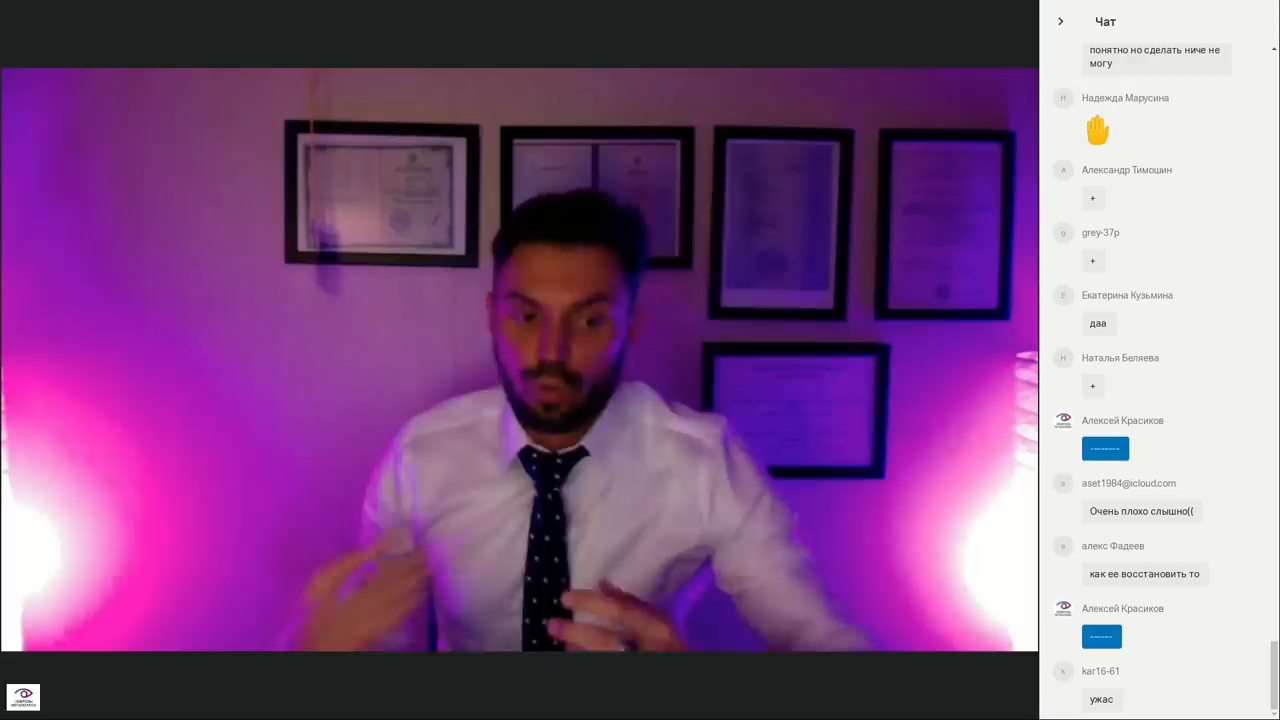 Чат
понятно но сделать ниче не
могу
Н
Надежда Марусина
А
Александр Тимошин
+
g
grey-37p
+
Е
Екатерина Кузьмина
даа
Н
Наталья Беляева
+
Алексей Красиков
--------
a
aset1984@icloud.com
Очень плохо слышно((
а
алекс Фадеев
как ее восстановить то
Алексей Красиков
------
k
kar16-61
ужас